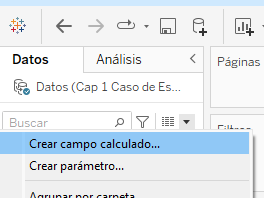 Datos
Análisis
Páginas
Datos (Cap 1 Caso de Es...
Buscar
Filtros
Crear campo calculado...
Crear parámetro...
Agrupar por carpeta